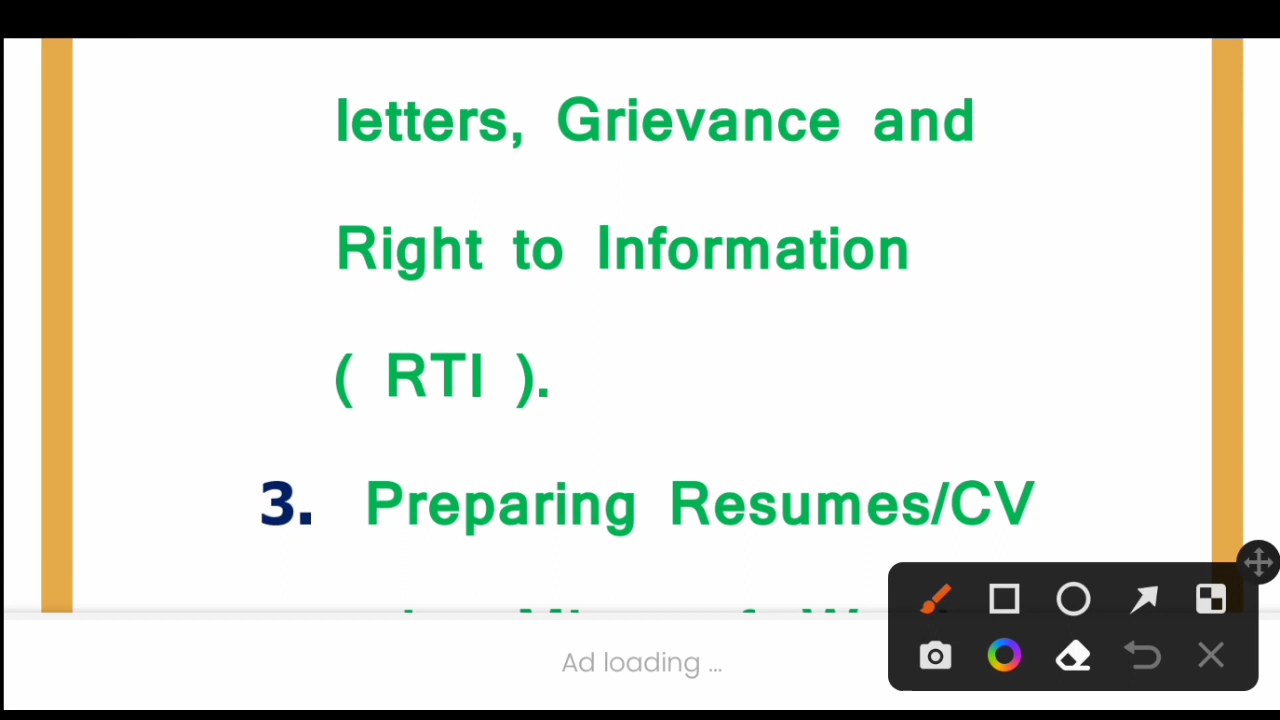 letters, Grievance and
Right to Information
( RTI ).
3. Preparing Resumes/CV
Ad loading ...